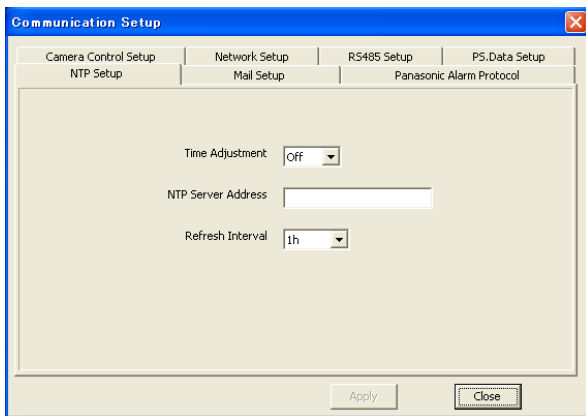 Communication Setup
Camera Control Setup Network Setup RS485 Setup PS.Data Setup
NTP Setup Mail Setup Panasonic Alarm Protocol
Time Adjustment Off
NTP Server Address
Refresh Interval 1h
Apply Close